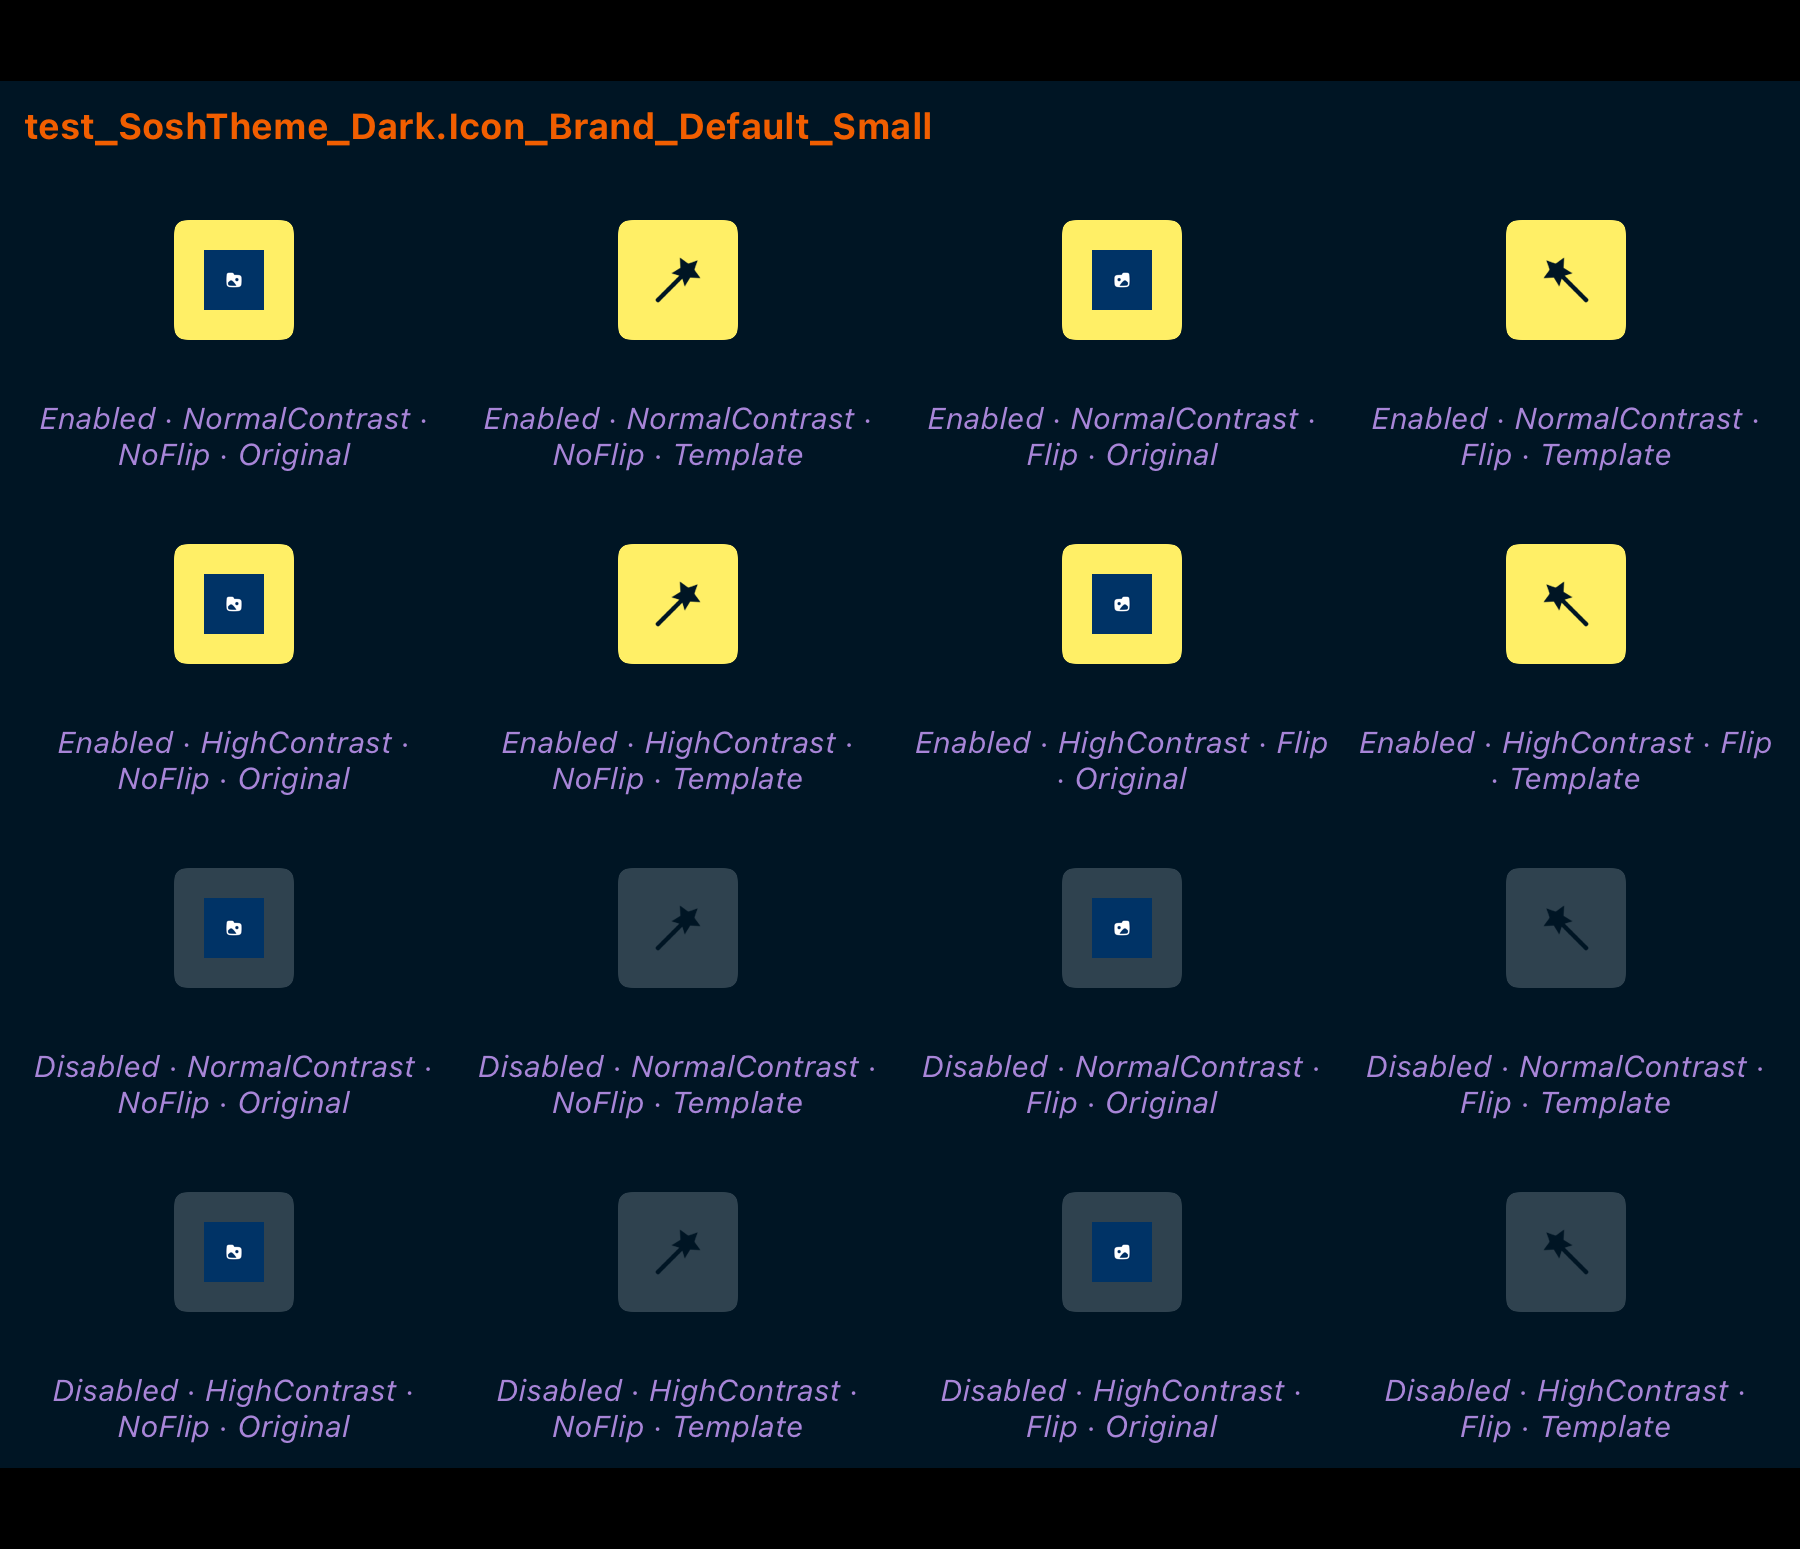 test_SoshTheme_Dark.Icon_Brand_Default_Small
Enabled · NormalContrast ·
NoFlip · Original
Enabled · NormalContrast ·
NoFlip · Template
Enabled · NormalContrast ·
Flip · Original
Enabled · NormalContrast ·
Flip · Template
Enabled · HighContrast ·
NoFlip · Original
Enabled · HighContrast ·
NoFlip · Template
Enabled · HighContrast · Flip
· Original
Enabled · HighContrast · Flip
· Template
Disabled · NormalContrast ·
NoFlip · Original
Disabled · NormalContrast ·
NoFlip · Template
Disabled · NormalContrast ·
Flip · Original
Disabled · NormalContrast ·
Flip · Template
Disabled · HighContrast ·
NoFlip · Original
Disabled · HighContrast ·
NoFlip · Template
Disabled · HighContrast ·
Flip · Original
Disabled · HighContrast ·
Flip · Template